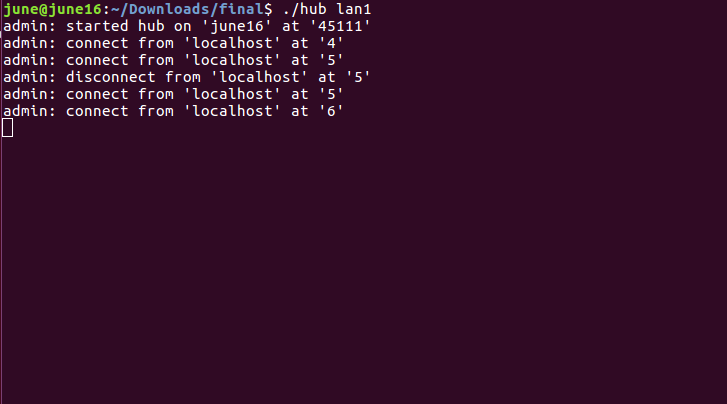 june@june16:~/Downloads/final$ ./hub lan1
admin: started hub on 'june16' at '45111'
admin: connect from 'localhost' at '4'
admin: connect from 'localhost' at '5'
admin: disconnect from 'localhost' at '5'
admin: connect from 'localhost' at '5'
admin: connect from 'localhost' at '6'